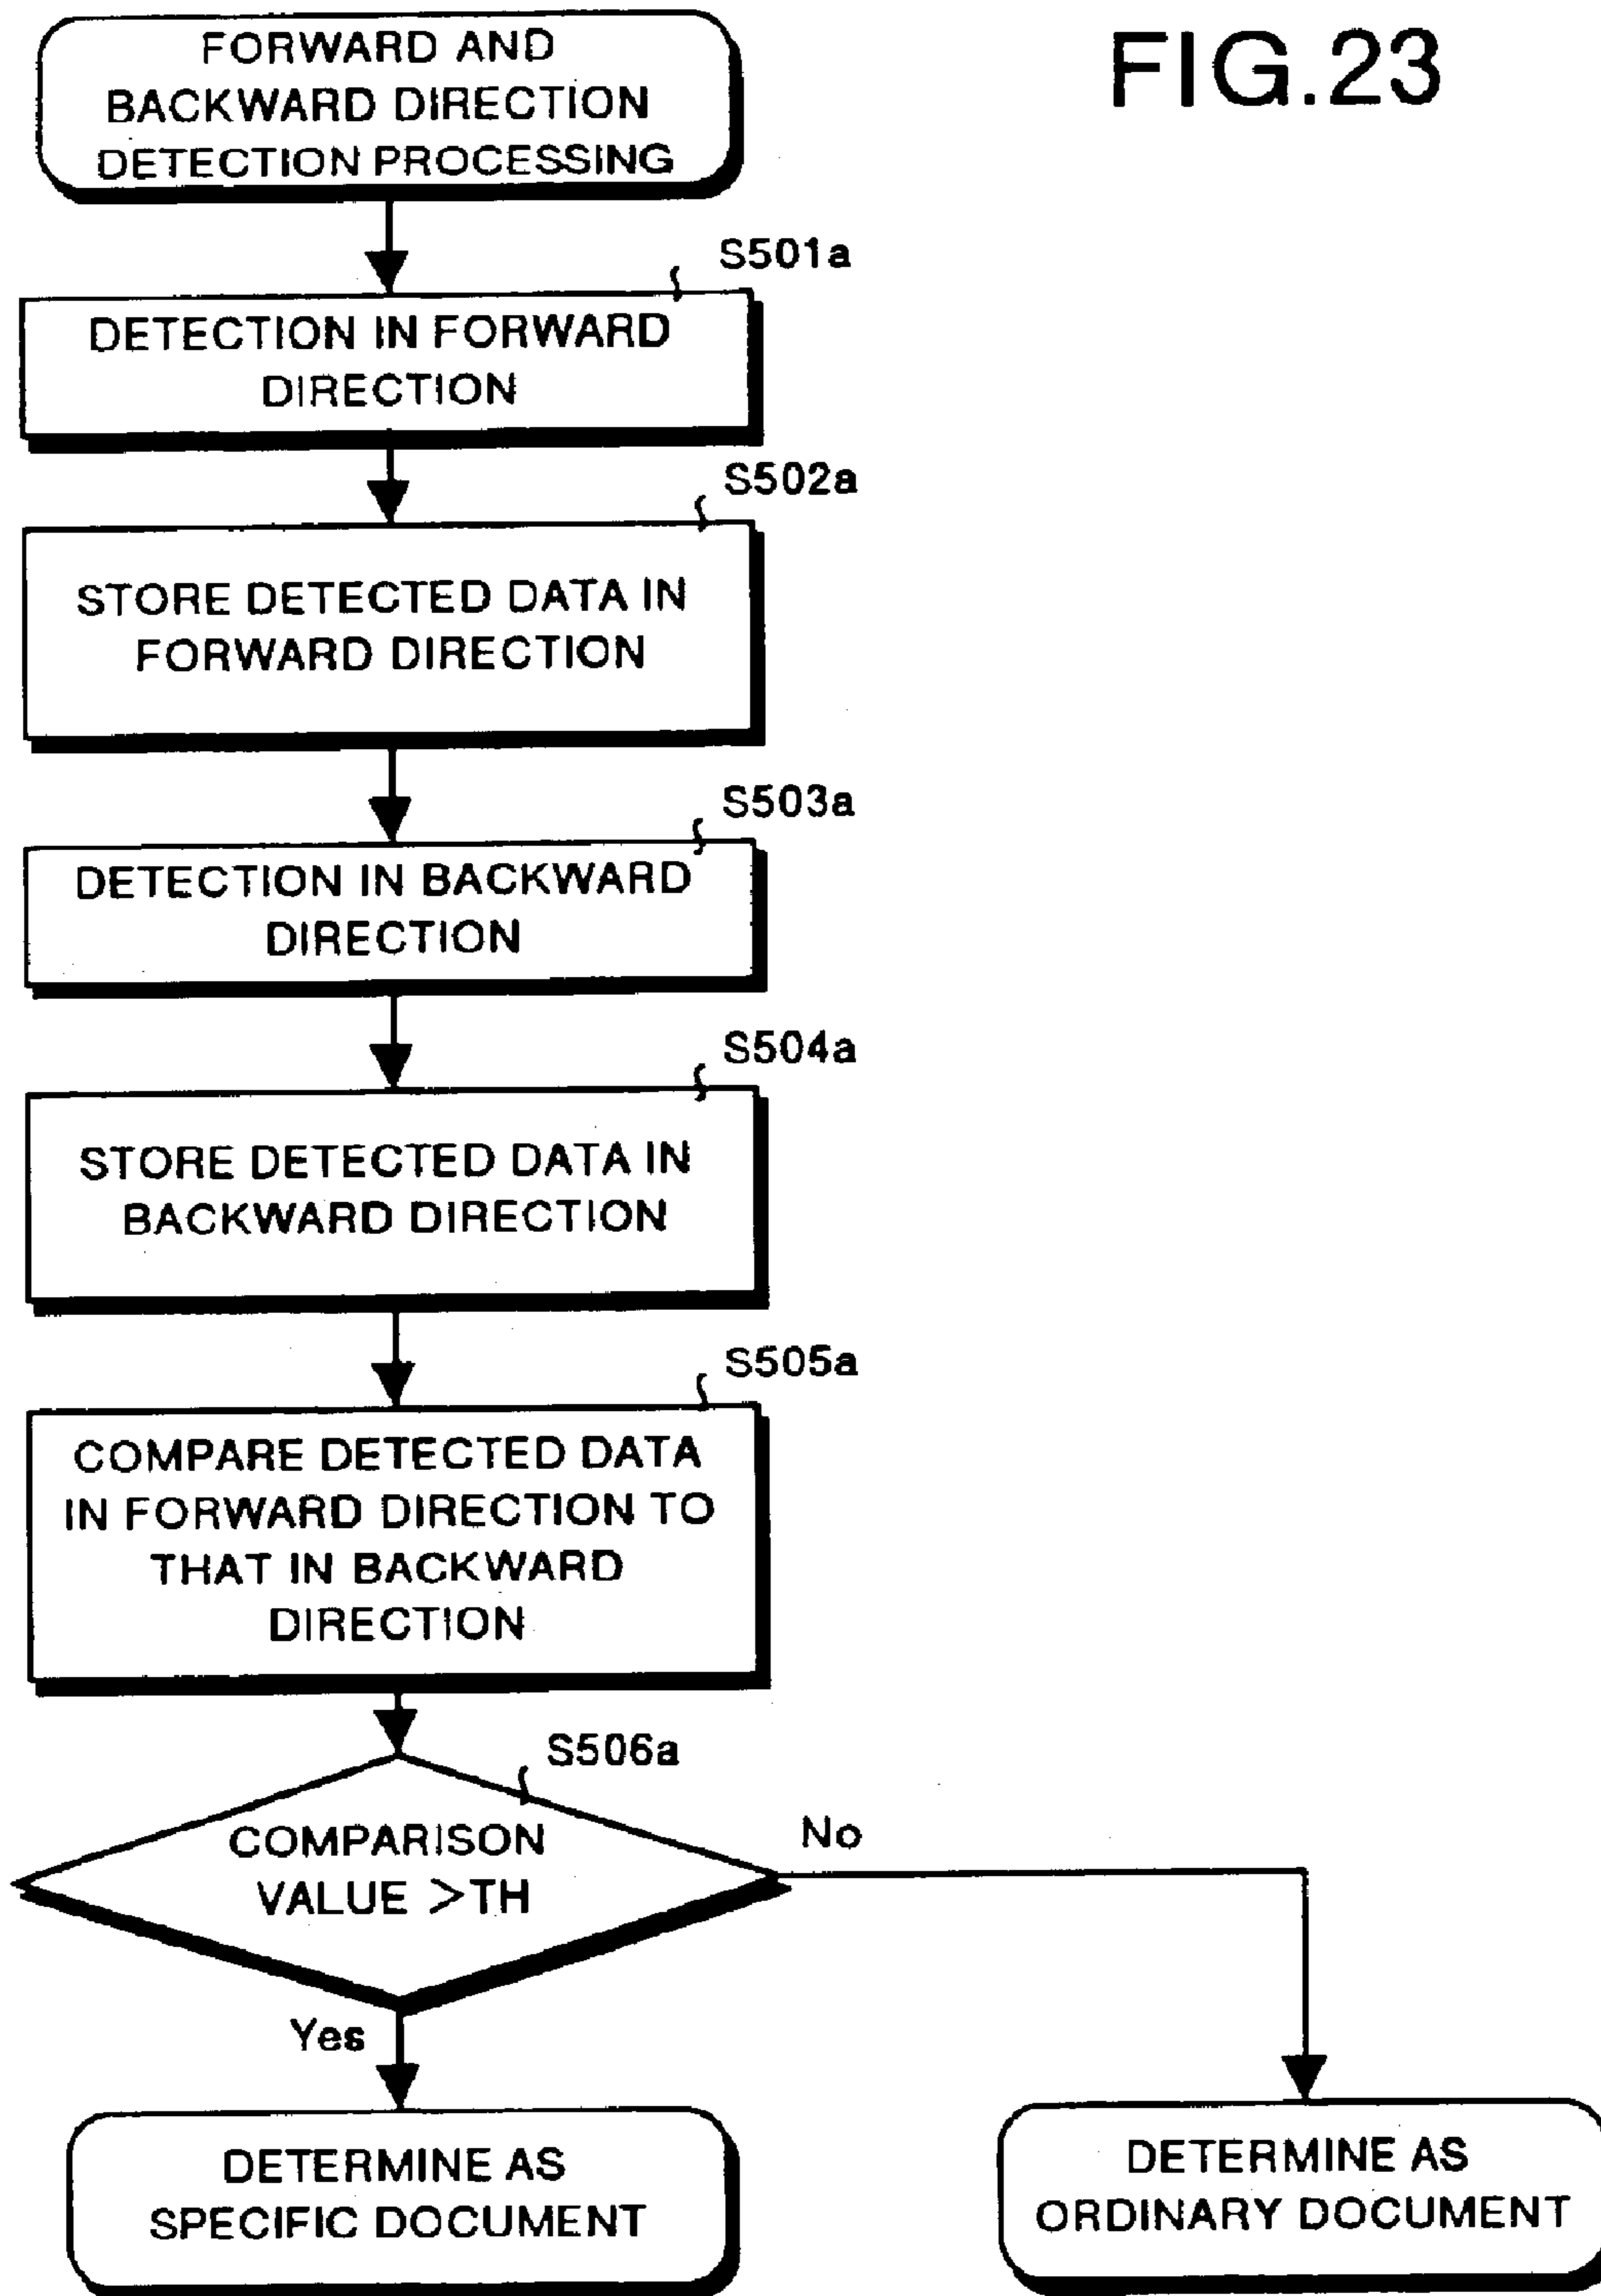 FIG.23
FORWARD AND
BACKWARD DIRECTION
DETECTION PROCESSING
S501a
DETECTION IN FORWARD
DIRECTION
S502a
STORE DETECTED DATA IN
FORWARD DIRECTION
S503a
DETECTION IN BACKWARD
DIRECTION
S504a
STORE DETECTED DATA IN
BACKWARD DIRECTION
S505a
COMPARE DETECTED DATA
IN FORWARD DIRECTION TO
THAT IN BACKWARD
DIRECTION
S506a
COMPARISON
VALUE >TH
No
Yes
DETERMINE AS
SPECIFIC DOCUMENT
DETERMINE AS
ORDINARY DOCUMENT